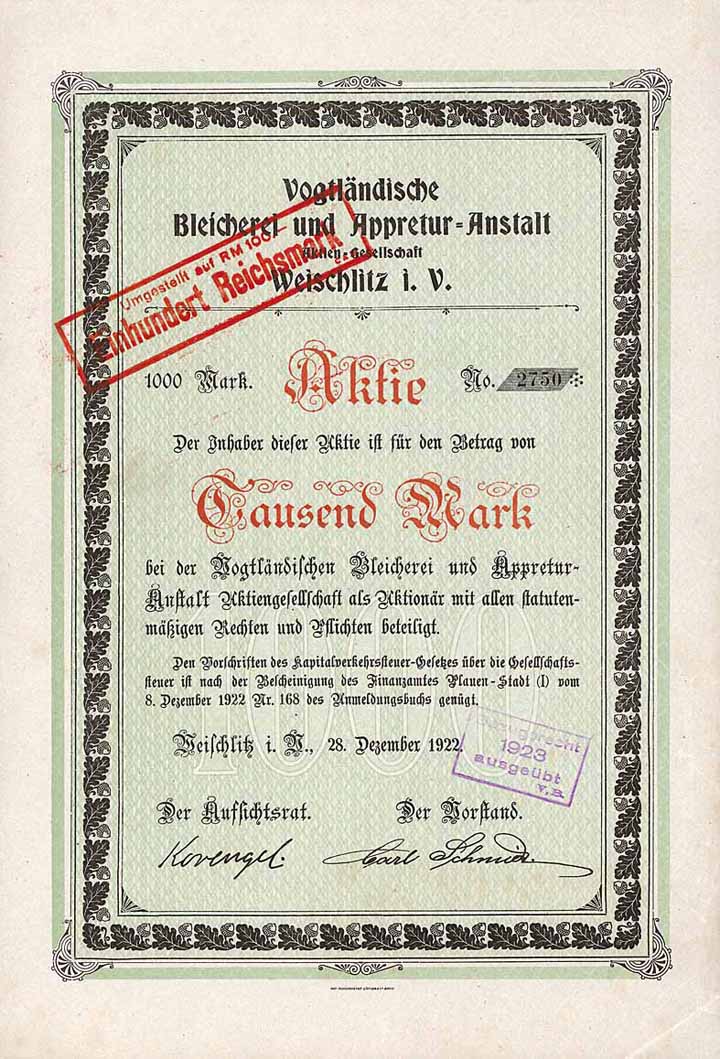 Vogtländische
Bleicherei und Appretur-Anstalt
Aktien-Gesellschaft
Weischlitz i. V.
Umgestellt auf RM 100.-
Einhundert Reichsmark
1000 Mark. Aktie No. 2750
Der Inhaber dieser Aktie ist für den Betrag von
Tausend Mark
bei der Vogtländischen Bleicherei und Appretur-
Anstalt Aktiengesellschaft als Aktionär mit allen statuten-
mäßigen Rechten und Pflichten beteiligt.
Den Vorschriften des Kapitalverkehrssteuer-Gesetzes über die Gesellschafts-
steuer ist nach der Bescheinigung des Finanzamtes Plauen-Stadt (I) vom
8. Dezember 1922 Nr. 168 des Anmeldungsbuchs genügt.
1000
Weischlitz i. V., 28. Dezember 1922.
Bezugsrecht
1923
ausgeübt
V.B.
Der Aufsichtsrat. Der Vorstand.
Korengel. Carl Schmidt.